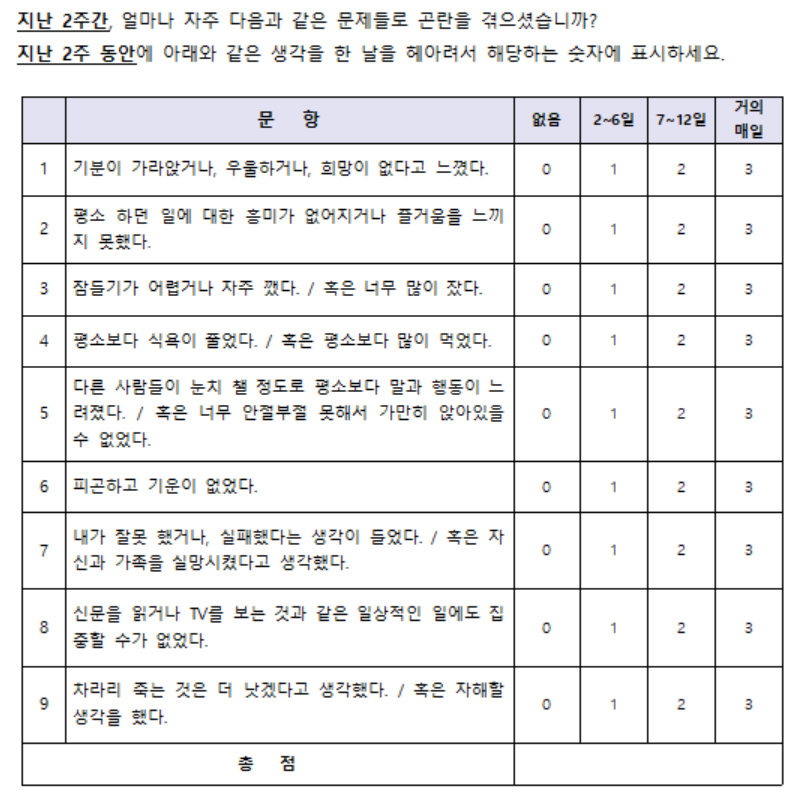 지난 2주간, 얼마나 자주 다음과 같은 문제들로 곤란을 겪으셨습니까?
지난 2주 동안에 아래와 같은 생각을 한 날을 헤아려서 해당하는 숫자에 표시하세요.
문 항 없음 2~6일 7~12일 거의
매일
1 기분이 가라앉거나, 우울하거나, 희망이 없다고 느꼈다. 0 1 2 3
2 평소 하던 일에 대한 흥미가 없어지거나 즐거움을 느끼
지 못했다. 0 1 2 3
3 잠들기가 어렵거나 자주 깼다. / 혹은 너무 많이 잤다. 0 1 2 3
4 평소보다 식욕이 줄었다. / 혹은 평소보다 많이 먹었다. 0 1 2 3
5 다른 사람들이 눈치 챌 정도로 평소보다 말과 행동이 느
려졌다. / 혹은 너무 안절부절 못해서 가만히 앉아있을
수 없었다. 0 1 2 3
6 피곤하고 기운이 없었다. 0 1 2 3
7 내가 잘못 했거나, 실패했다는 생각이 들었다. / 혹은 자
신과 가족을 실망시켰다고 생각했다. 0 1 2 3
8 신문을 읽거나 TV를 보는 것과 같은 일상적인 일에도 집
중할 수가 없었다. 0 1 2 3
9 차라리 죽는 것은 더 낫겠다고 생각했다. / 혹은 자해할
생각을 했다. 0 1 2 3
총 점